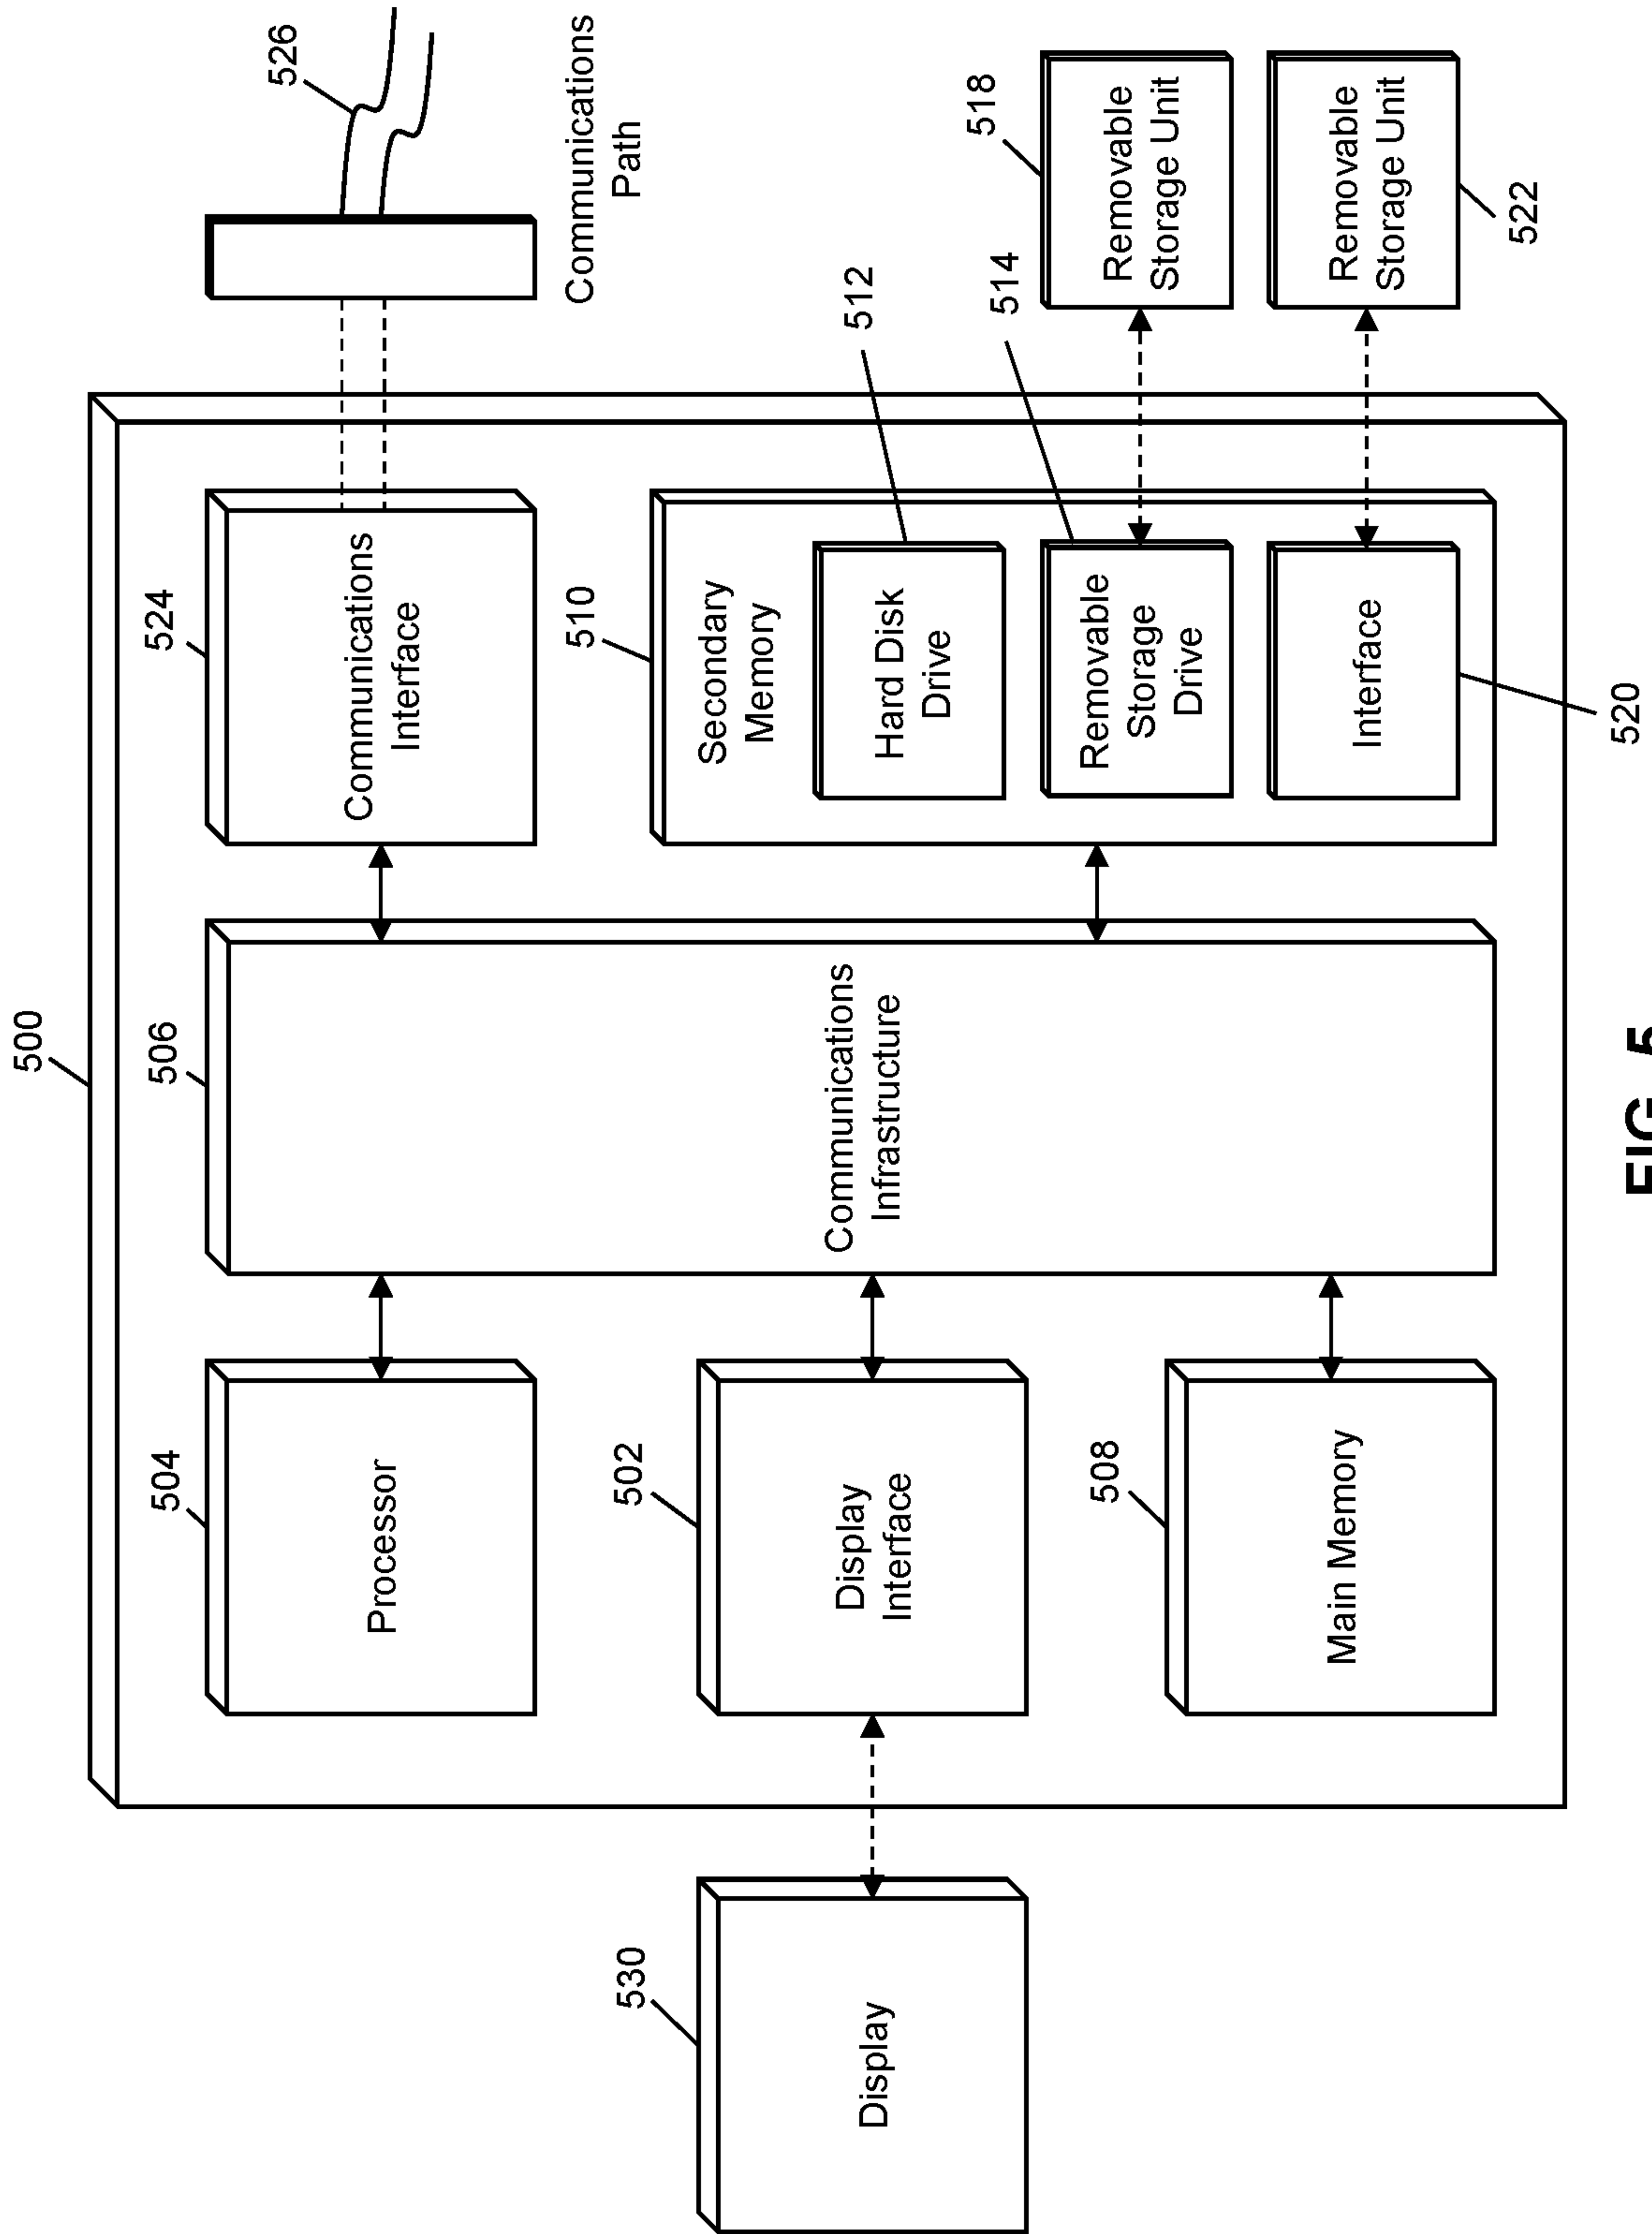 500
504
Processor
502
Display
Interface
508
Main Memory
530
Display
506
Communications
Infrastructure
524
Communications
Interface
510
Secondary
Memory
512
Hard Disk
Drive
514
Removable
Storage
Drive
520
Interface
526
Communications
Path
518
Removable
Storage Unit
522
Removable
Storage Unit
FIG. 5